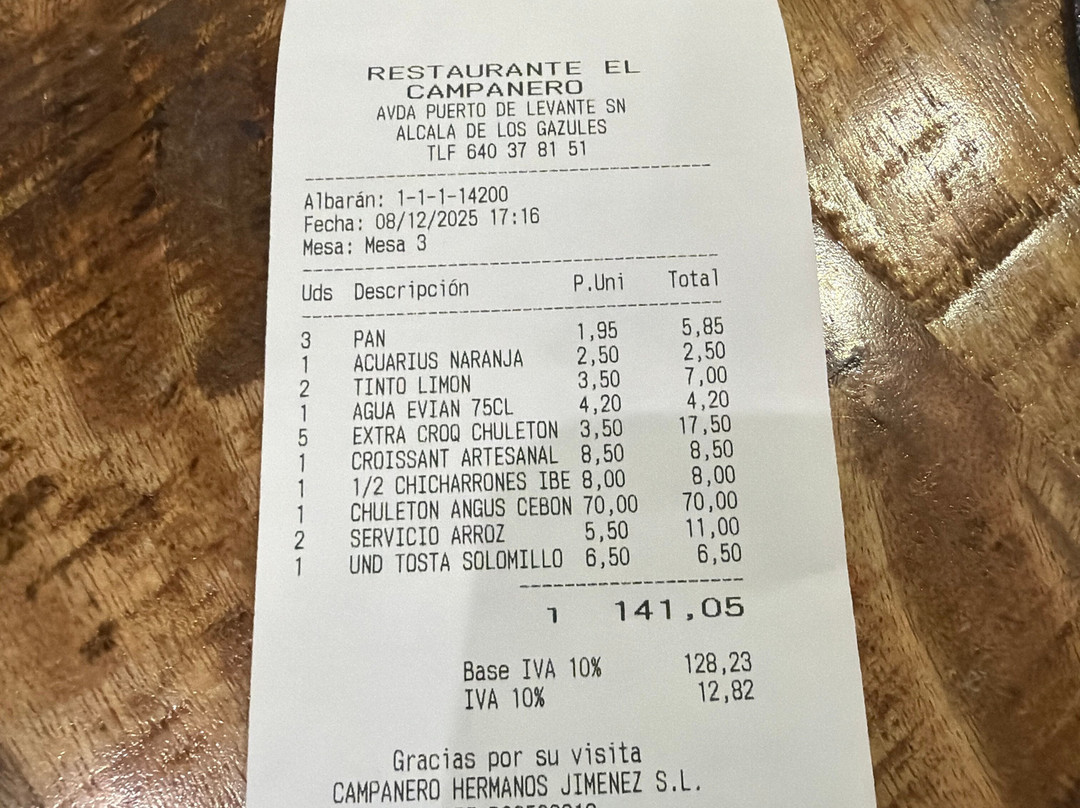 RESTAURANTE EL
CAMPANERO
AVDA PUERTO DE LEVANTE SN
ALCALA DE LOS GAZULES
TLF 640 37 81 51
Albarán: 1-1-1-14200
Fecha: 08/12/2025 17:16
Mesa: Mesa 3
Uds Descripción P.Uni Total
3 PAN 1,95 5,85
1 ACUARIUS NARANJA 2,50 2,50
2 TINTO LIMON 3,50 7,00
1 AGUA EVIAN 75CL 4,20 4,20
5 EXTRA CROQ CHULETON 3,50 17,50
1 CROISSANT ARTESANAL 8,50 8,50
1 1/2 CHICHARRONES IBE 8,00 8,00
1 CHULETON ANGUS CEBON 70,00 70,00
2 SERVICIO ARROZ 5,50 11,00
1 UND TOSTA SOLOMILLO 6,50 6,50
141,05
Base IVA 10% 128,23
IVA 10% 12,82
Gracias por su visita
CAMPANERO HERMANOS JIMENEZ S.L.